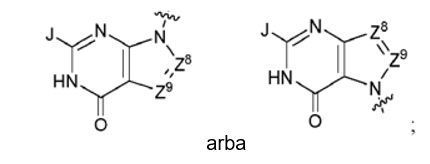 J N N Z⁸ Z⁹ HN O
J N Z⁸ Z⁹ N HN O ;
arba